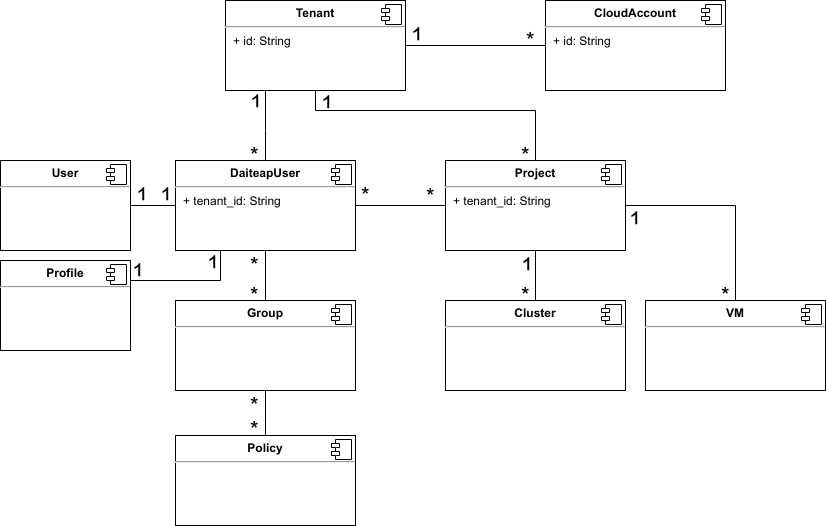 Tenant
+ id: String
CloudAccount
+ id: String
1
*
1
1
*
*
User
DaiteapUser
+ tenant_id: String
Project
+ tenant_id: String
1
1
*
*
1
Profile
1
1
*
*
1
*
*
Group
Cluster
VM
*
*
Policy